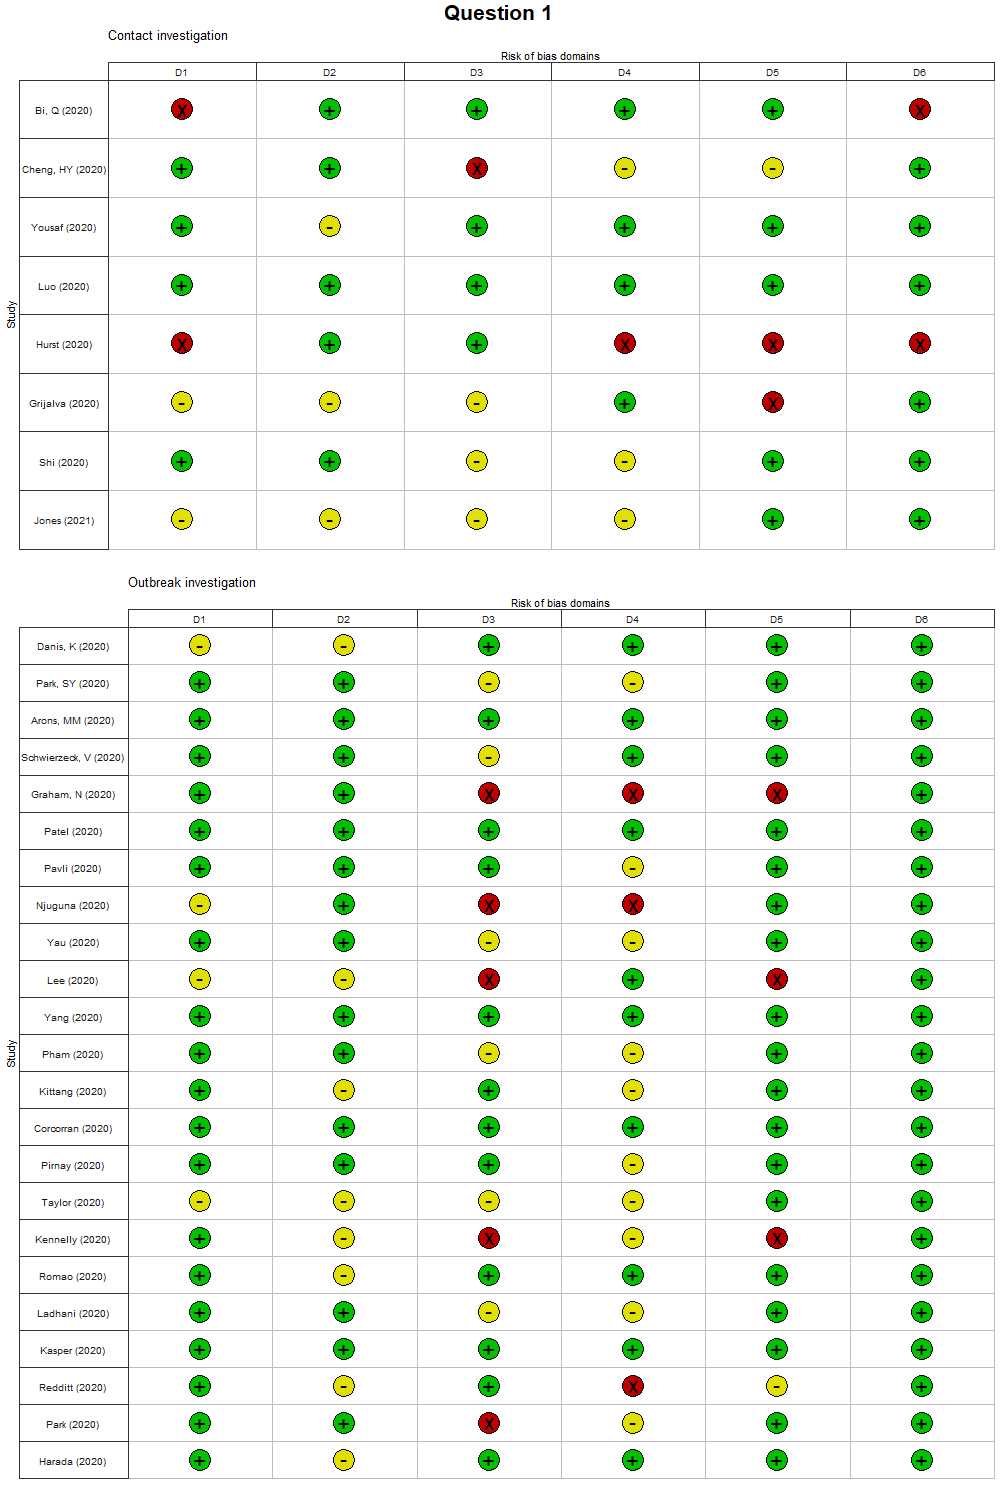 Question 1
Contact investigation
Risk of bias domains
D1 D2 D3 D4 D5 D6
Study
Bi, Q (2020) X + + + + X
Cheng, HY (2020) + + X - - +
Yousaf (2020) + - + + + +
Luo (2020) + + + + + +
Hurst (2020) X + + X X X
Grijalva (2020) - - - + X +
Shi (2020) + + - - + +
Jones (2021) - - - - + +
Outbreak investigation
Risk of bias domains
D1 D2 D3 D4 D5 D6
Study
Danis, K (2020) - - + + + +
Park, SY (2020) + + - - + +
Arons, MM (2020) + + + + + +
Schwierzeck, V (2020) + + - + + +
Graham, N (2020) + + X X X +
Patel (2020) + + + + + +
Pavli (2020) + + + - + +
Njuguna (2020) - + X X + +
Yau (2020) + + - - + +
Lee (2020) - - X + X +
Yang (2020) + + + + + +
Pham (2020) + + - - + +
Kittang (2020) + - + - + +
Corcorran (2020) + + + + + +
Pirnay (2020) + + + - + +
Taylor (2020) - - - - + +
Kennelly (2020) + - X - X +
Romao (2020) + - + + + +
Ladhani (2020) + + - - + +
Kasper (2020) + + + + + +
Redditt (2020) + - + X - +
Park (2020) + + X - + +
Harada (2020) + - + + + +